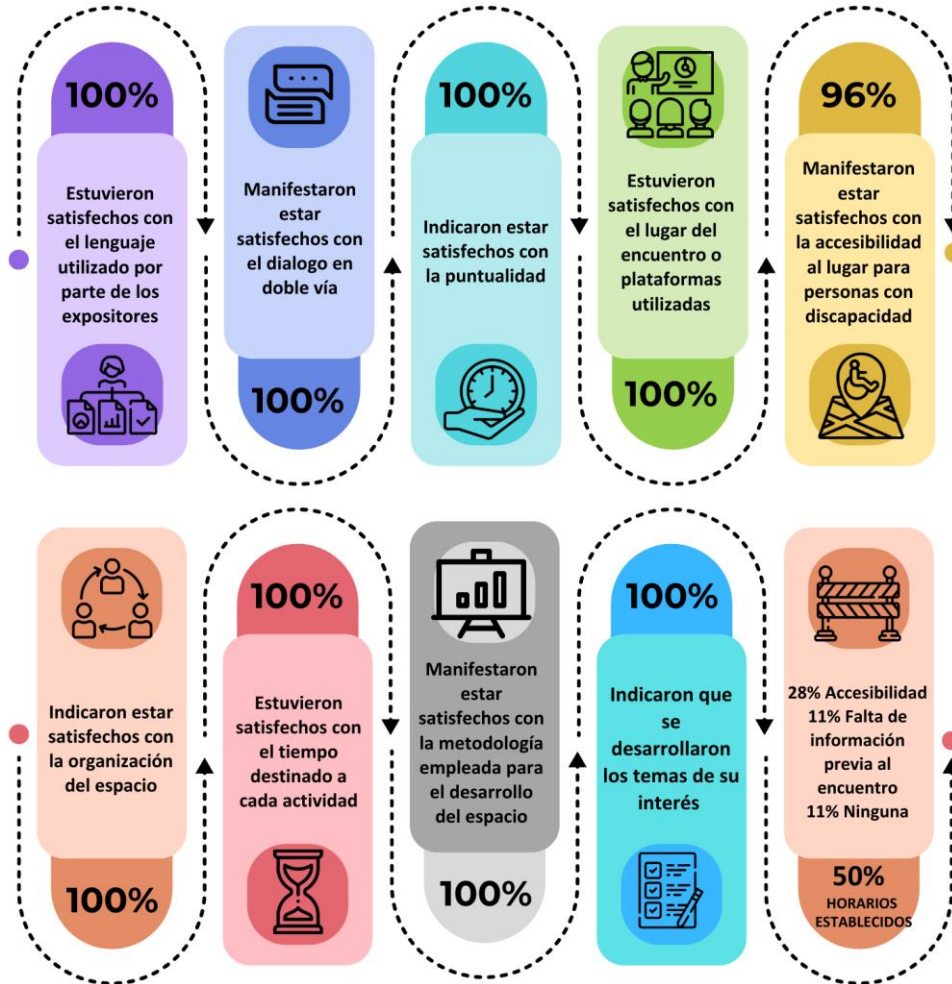 100%
Estuvieron
satisfechos con
el lenguaje
utilizado por
parte de los
expositores
Manifestaron
estar
satisfechos con
el dialogo en
doble vía
100%
100%
Indicaron estar
satisfechos con
la puntualidad
Estuvieron
satisfechos con
el lugar del
encuentro o
plataformas
utilizadas
100%
96%
Manifestaron
estar
satisfechos con
la accesibilidad
al lugar para
personas con
discapacidad
Indicaron estar
satisfechos con
la organización
del espacio
100%
100%
Estuvieron
satisfechos con
el tiempo
destinado a
cada actividad
Manifestaron
estar
satisfechos con
la metodología
empleada para
el desarrollo
del espacio
100%
100%
Indicaron que
se
desarrollaron
los temas de su
interés
28% Accesibilidad
11% Falta de
información
previa al
encuentro
11% Ninguna
50%
HORARIOS
ESTABLECIDOS